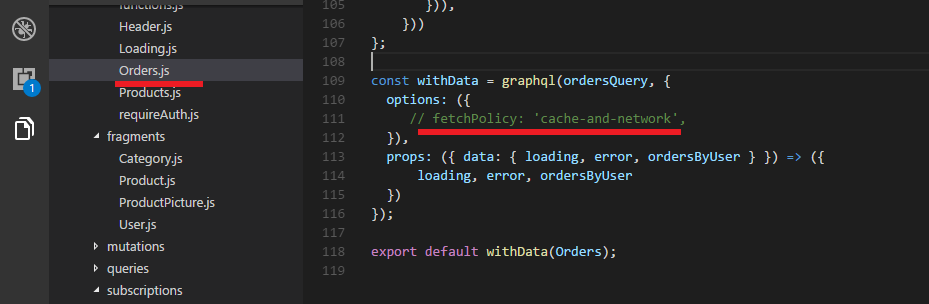 functions.js
Header.js
Loading.js
Orders.js
Products.js
requireAuth.js
fragments
Category.js
Product.js
ProductPicture.js
User.js
mutations
queries
subscriptions
1
105 })),
106 }))
107 };
108
109 const withData = graphql(ordersQuery, {
110 options: ({
111 // fetchPolicy: 'cache-and-network',
112 }),
113 props: ({ data: { loading, error, ordersByUser } }) => ({
114 loading, error, ordersByUser
115 })
116 });
117
118 export default withData(Orders);
119